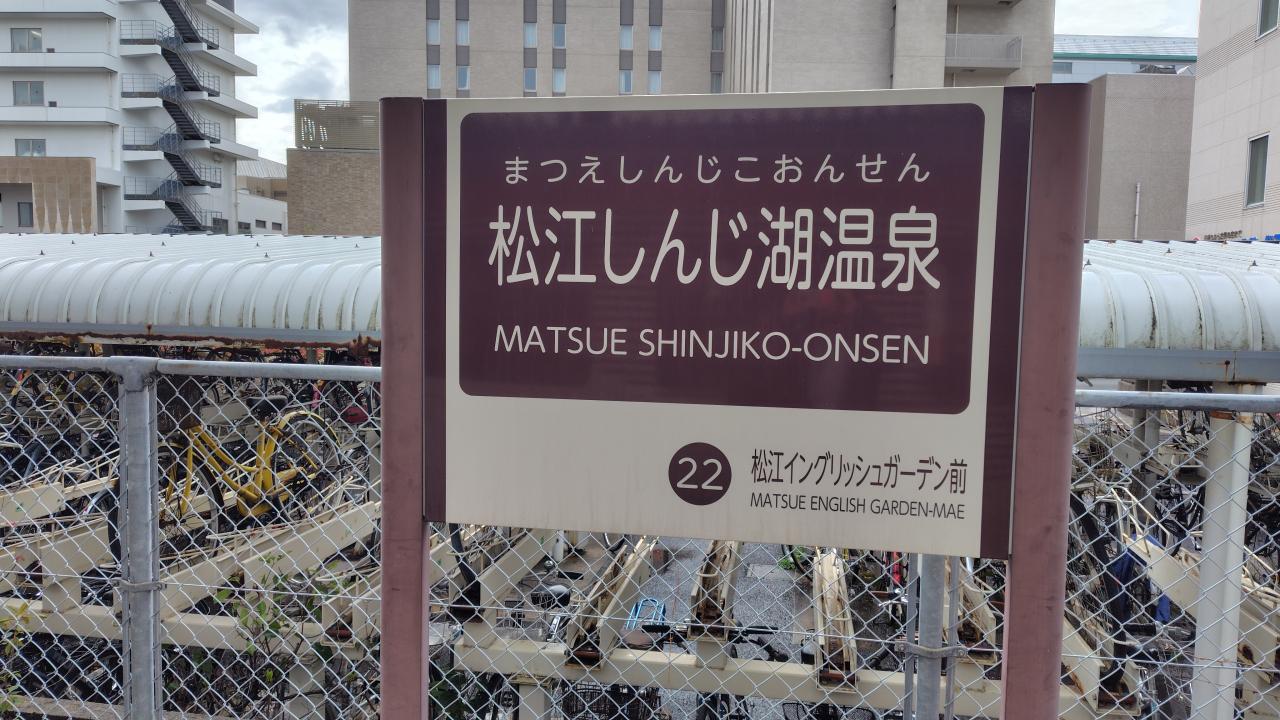 まつえしんじこおんせん
松江しんじ湖温泉
MATSUE SHINJIKO-ONSEN
22 松江イングリッシュガーデン前
MATSUE ENGLISH GARDEN-MAE